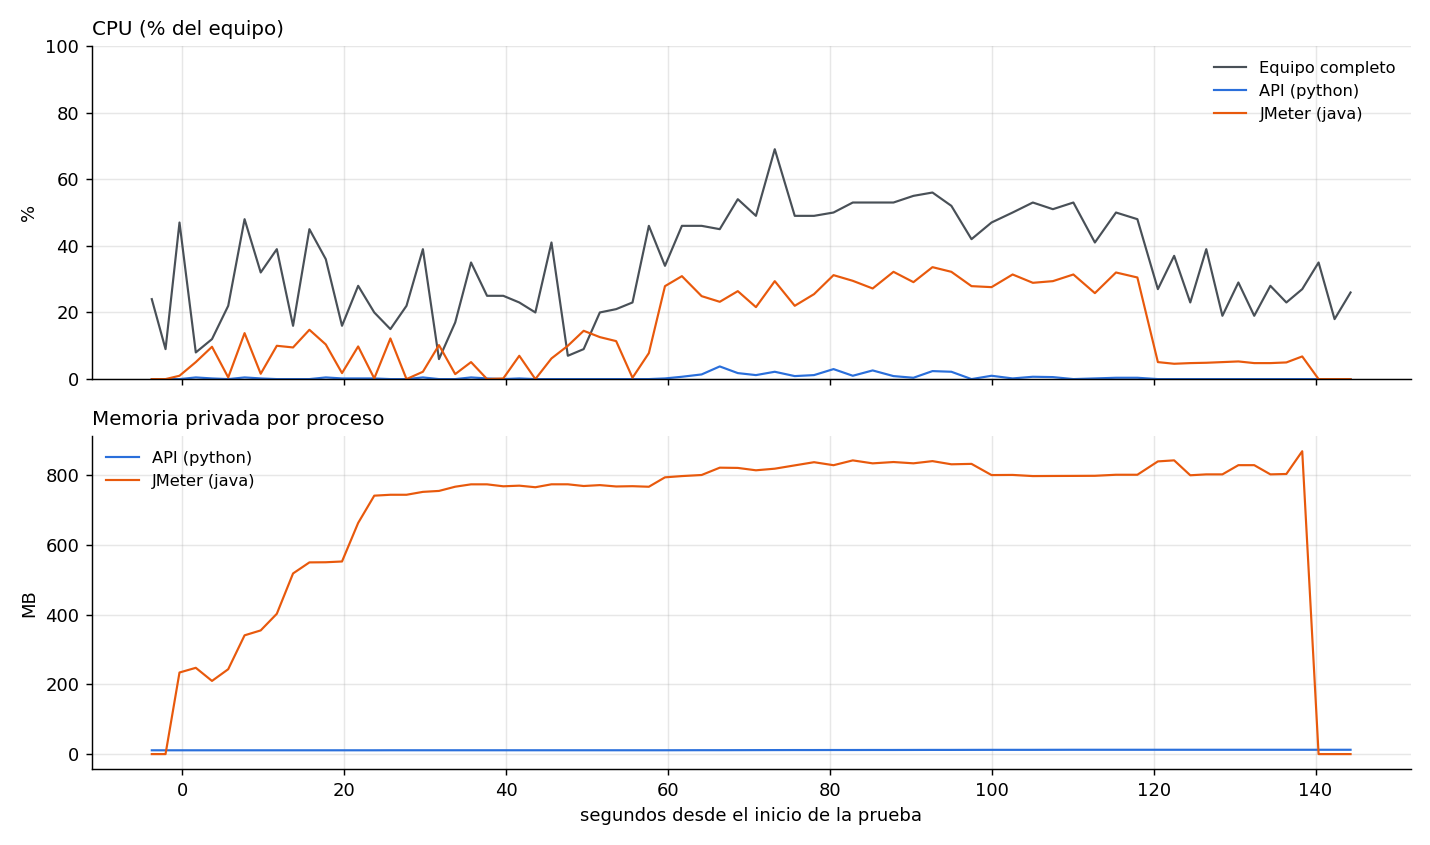 CPU (% del equipo)
100
80
60
40
20
0
%
Equipo completo
API (python)
JMeter (java)
Memoria privada por proceso
800
600
400
200
0
MB
API (python)
JMeter (java)
0 20 40 60 80 100 120 140
segundos desde el inicio de la prueba